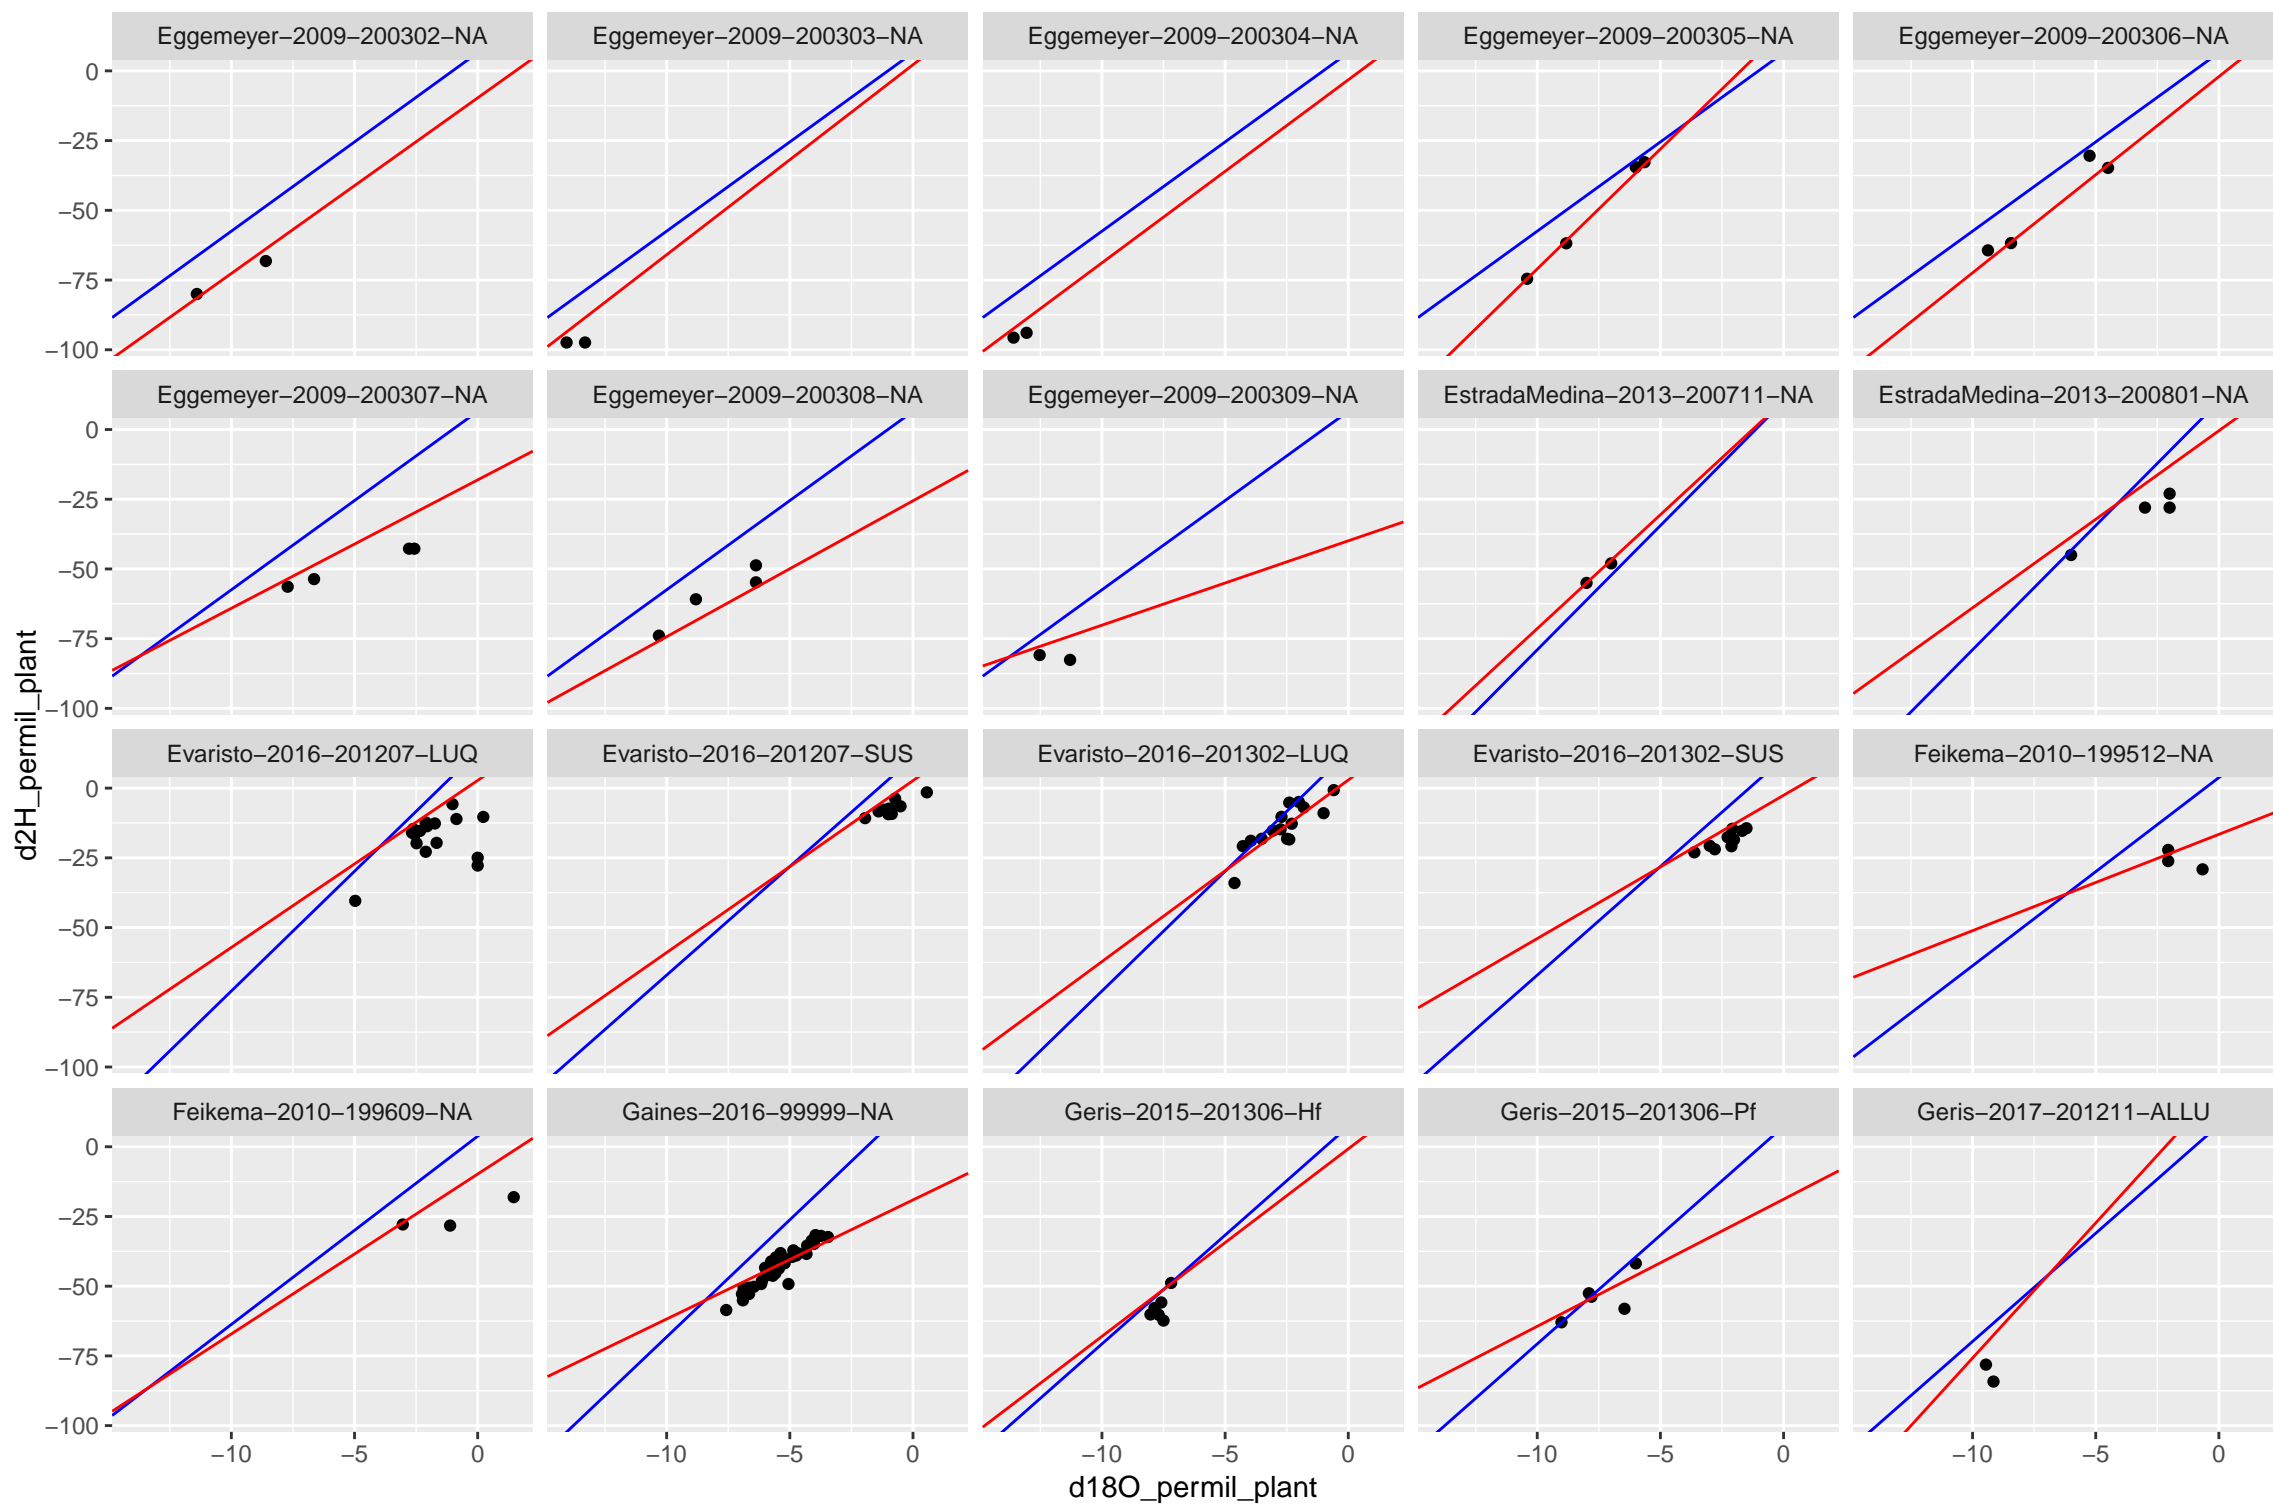 Eggemeyer−2009−200302−NA
Eggemeyer−2009−200303−NA
Eggemeyer−2009−200304−NA
Eggemeyer−2009−200305−NA
Eggemeyer−2009−200306−NA
0
−25
−50
−75
−100
Eggemeyer−2009−200307−NA
Eggemeyer−2009−200308−NA
Eggemeyer−2009−200309−NA
EstradaMedina−2013−200711−NA
EstradaMedina−2013−200801−NA
0
−25
−50
−75
−100
d2H_permil_plant
Evaristo−2016−201207−LUQ
Evaristo−2016−201207−SUS
Evaristo−2016−201302−LUQ
Evaristo−2016−201302−SUS
Feikema−2010−199512−NA
0
−25
−50
−75
−100
Feikema−2010−199609−NA
Gaines−2016−99999−NA
Geris−2015−201306−Hf
Geris−2015−201306−Pf
Geris−2017−201211−ALLU
0
−25
−50
−75
−100
−10 −5 0 −10 −5 0 −10 −5 0 −10 −5 0 −10 −5 0
d18O_permil_plant